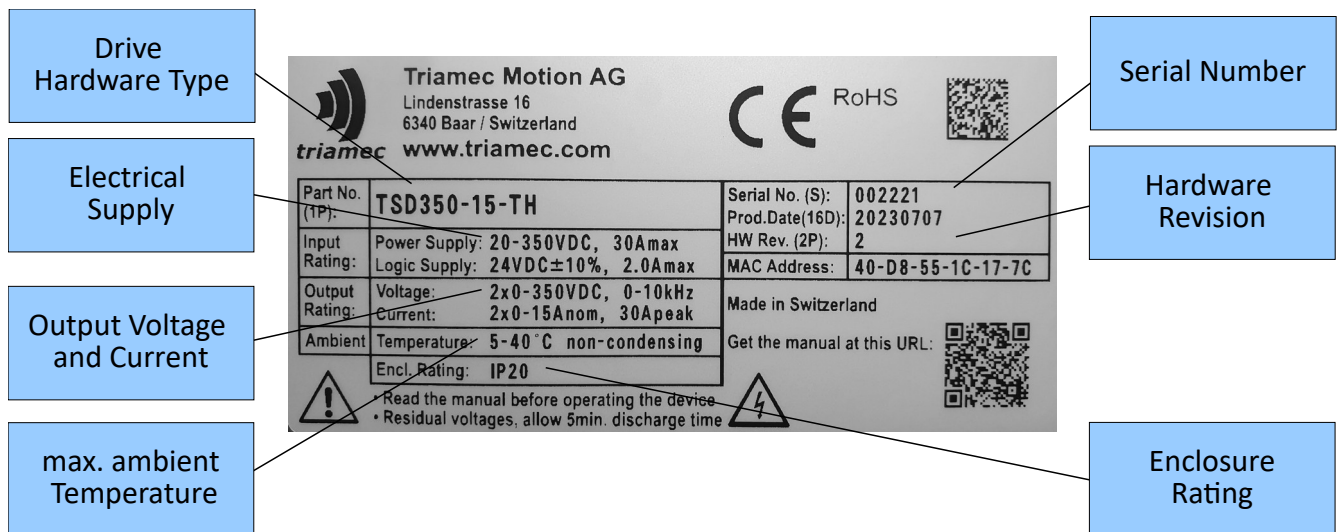 Drive
Hardware Type
Electrical
Supply
Output Voltage
and Current
max. ambient
Temperature
triamec
Triamec Motion AG
Lindenstrasse 16
6340 Baar / Switzerland
www.triamec.com
CE RoHS
Part No.
(1P): TSD350-15-TH
Input
Rating: Power Supply: 20-350VDC, 30Amax
Logic Supply: 24VDC±10%, 2.0Amax
Output
Rating: Voltage: 2x0-350VDC, 0-10kHz
Current: 2x0-15Anom, 30Apeak
Ambient Temperature: 5-40°C non-condensing
Encl. Rating: IP20
• Read the manual before operating the device
• Residual voltages, allow 5min. discharge time
Serial No. (S): 002221
Prod.Date(16D): 20230707
HW Rev. (2P): 2
MAC Address: 40-D8-55-1C-17-7C
Made in Switzerland
Get the manual at this URL:
Serial Number
Hardware
Revision
Enclosure
Rating